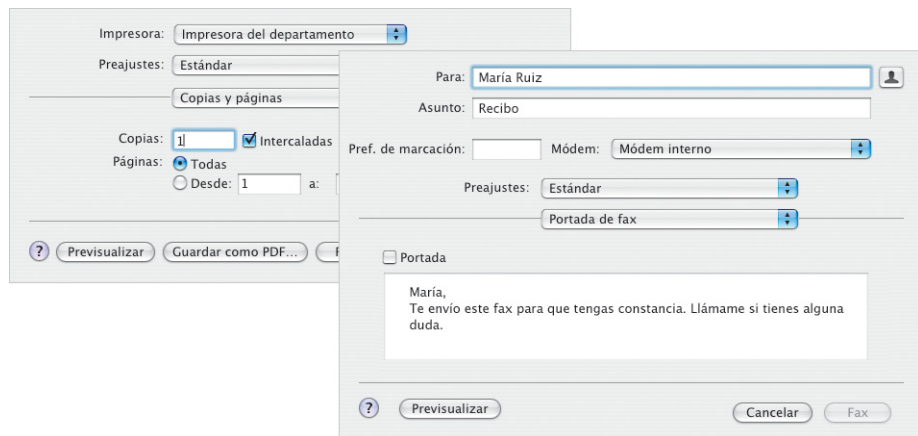 Impresora: Impresora del departamento
Preajustes: Estándar
Copias y páginas
Copias: 1 Intercaladas
Páginas: Todas
Desde: 1 a:
? Previsualizar Guardar como PDF...
Para: María Ruiz
Asunto: Recibo
Pref. de marcación: Módem: Módem interno
Preajustes: Estándar
Portada de fax
Portada
María,
Te envío este fax para que tengas constancia. Llámame si tienes alguna
duda.
? Previsualizar Cancelar Fax